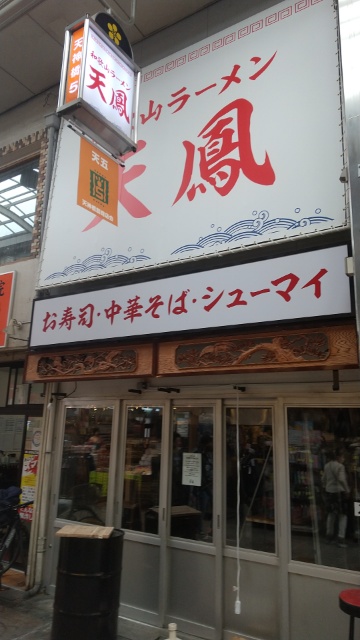 天神橋5
和歌山ラーメン
天鳳
天五
山ラーメン
天鳳
お寿司・中華そば・シューマイ